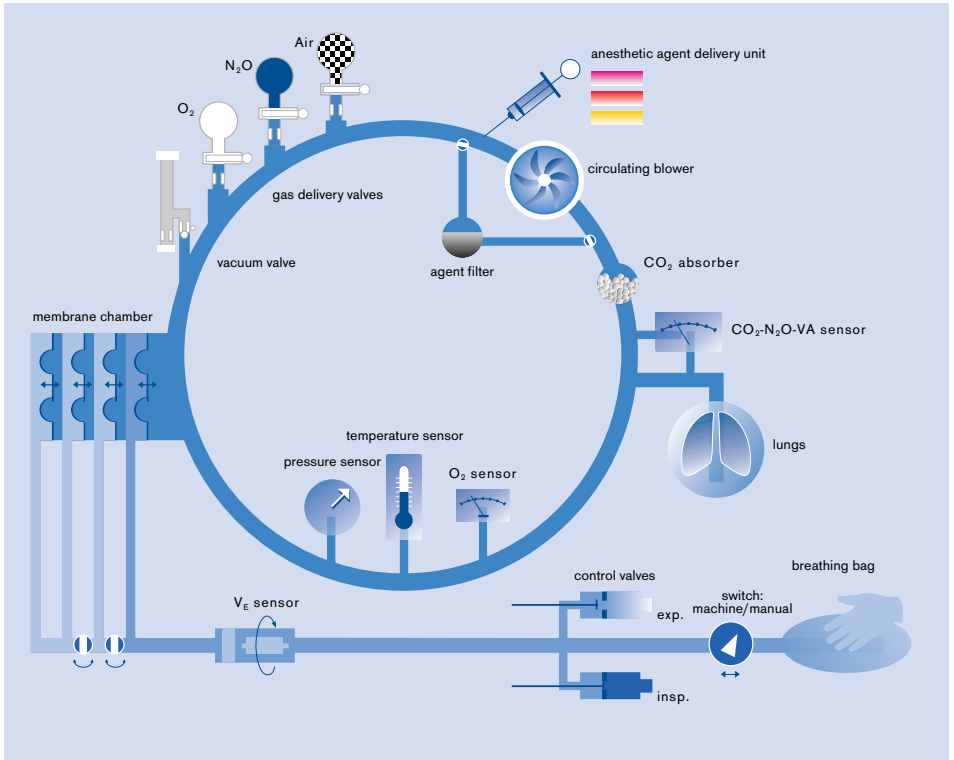 Air
anesthetic agent delivery unit
N₂O
O₂
circulating blower
gas delivery valves
vacuum valve
agent filter
CO₂ absorber
membrane chamber
CO₂-N₂O-VA sensor
temperature sensor
lungs
pressure sensor
O₂ sensor
breathing bag
control valves
switch:
machine/manual
V_E sensor
exp.
insp.